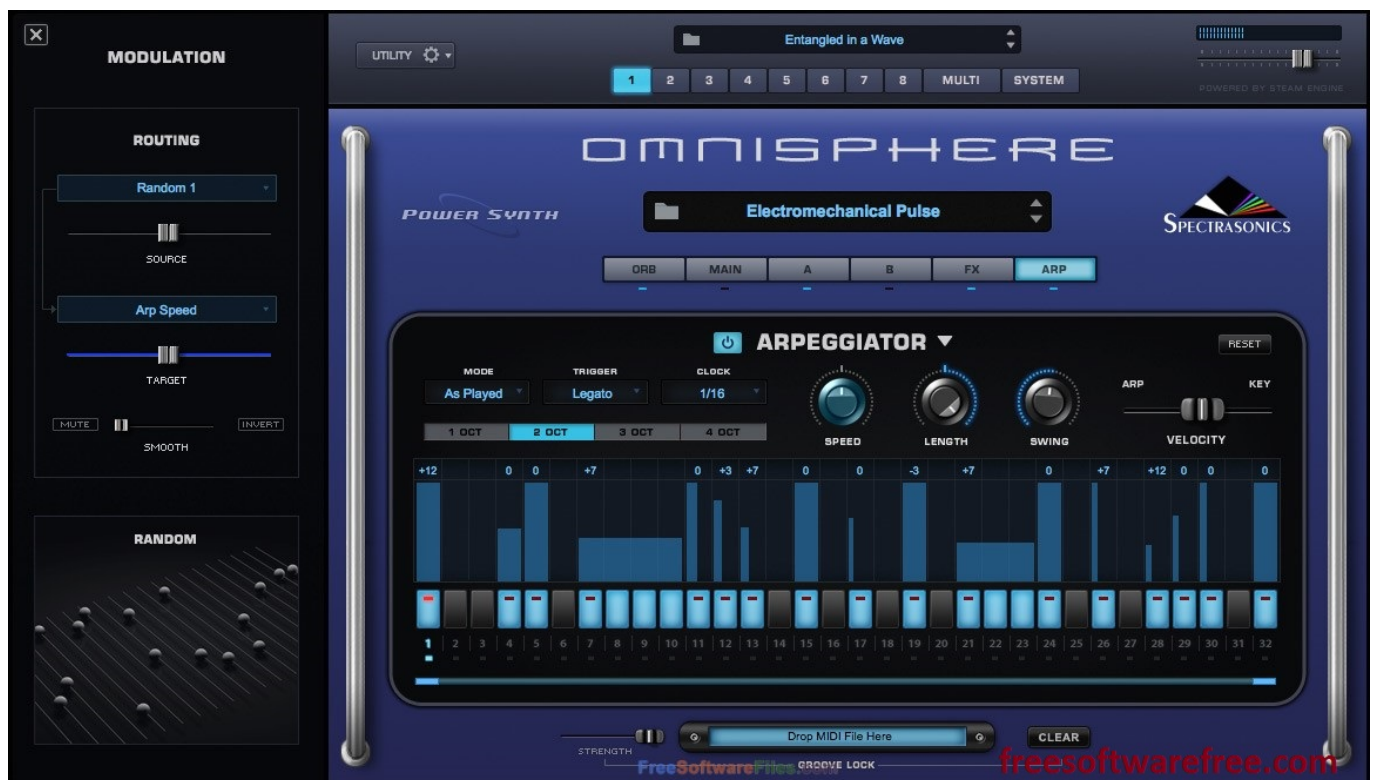 MODULATION
ROUTING
Random 1
SOURCE
Arp Speed
TARGET
MUTE
INVERT
SMOOTH
RANDOM
UTILITY
Entangled in a Wave
1 2 3 4 5 6 7 8 MULTI SYSTEM
POWERED BY STEAM ENGINE
OMNISPHERE
POWER SYNTH
Electromechanical Pulse
SPECTRASONICS
ORB MAIN A B FX ARP
ARPEGGIATOR
RESET
MODE TRIGGER CLOCK
As Played Legato 1/16
1 OCT 2 OCT 3 OCT 4 OCT
SPEED LENGTH SWING
ARP KEY
VELOCITY
+12 0 0 +7 0 +3 +7 0 0 -3 +7 0 +7 +12 0 0 0
1 2 3 4 5 6 7 8 9 10 11 12 13 14 15 16 17 18 19 20 21 22 23 24 25 26 27 28 29 30 31 32
STRENGTH
Drop MIDI File Here
CLEAR
GROOVE LOCK
FreeSoftwareFiles.com
freesoftwarefree.com